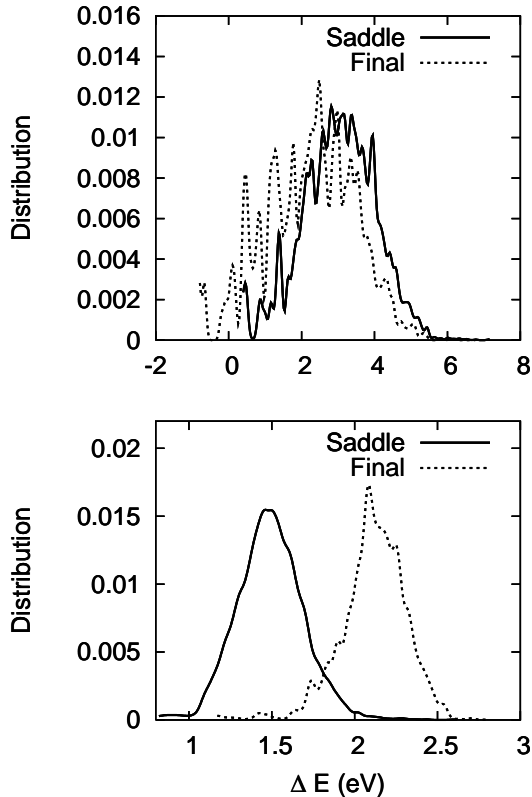 0.016
Saddle
Final
0.014
0.012
0.01
0.008
0.006
0.004
0.002
0
Distribution
-2 0 2 4 6 8
0.02
Saddle
Final
0.015
0.01
0.005
0
Distribution
1 1.5 2 2.5 3
Δ E (eV)